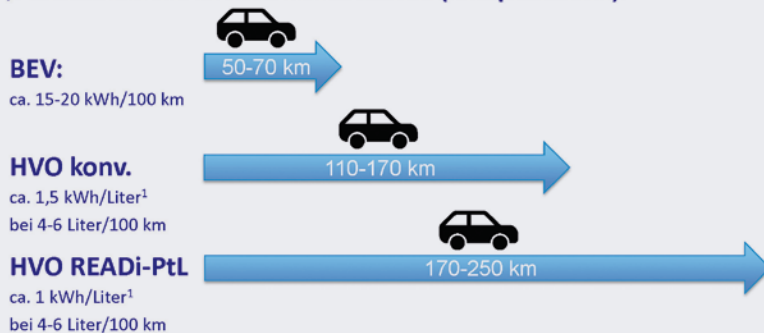 50-70 km
BEV:
ca. 15-20 kWh/100 km
HVO konv.
110-170 km
ca. 1,5 kWh/Liter¹
bei 4-6 Liter/100 km
HVO READi-PtL
170-250 km
ca. 1 kWh/Liter¹
bei 4-6 Liter/100 km